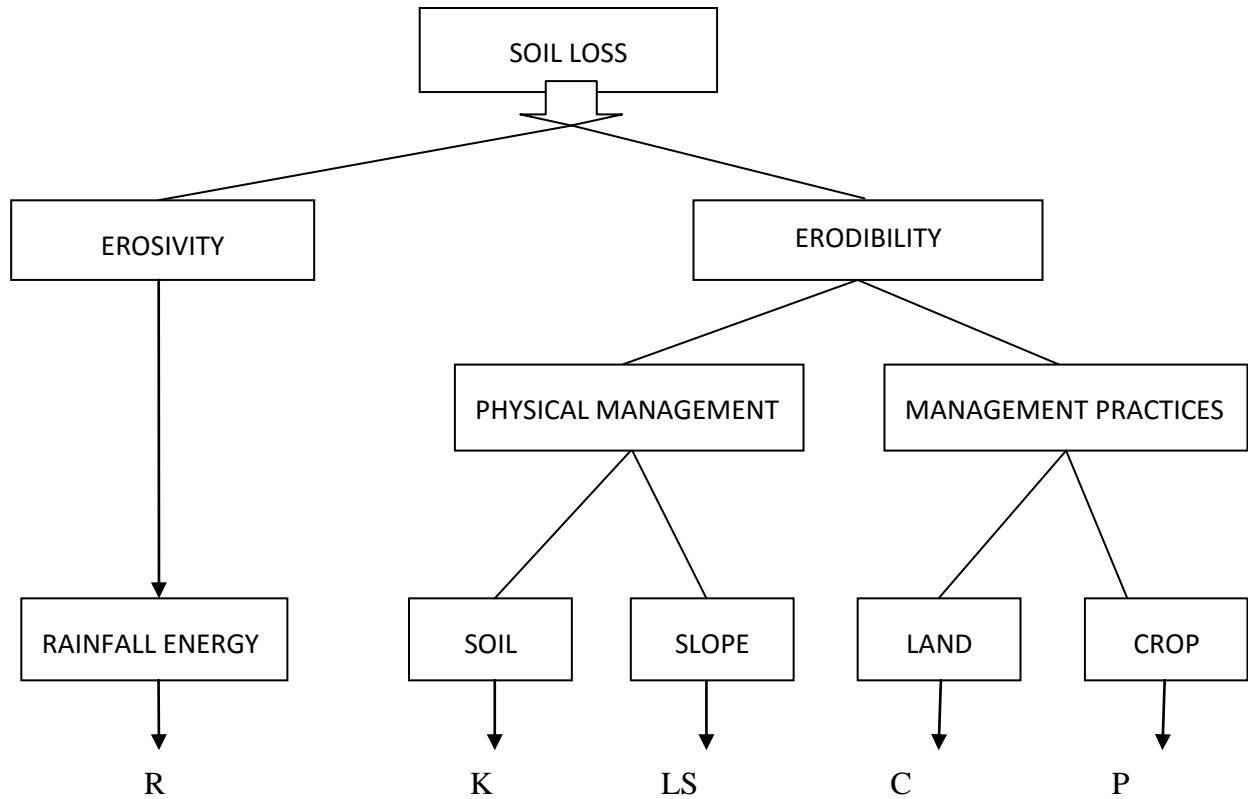 SOIL LOSS
EROSIVITY
ERODIBILITY
PHYSICAL MANAGEMENT
MANAGEMENT PRACTICES
RAINFALL ENERGY
SOIL
SLOPE
LAND
CROP
R
K
LS
C
P